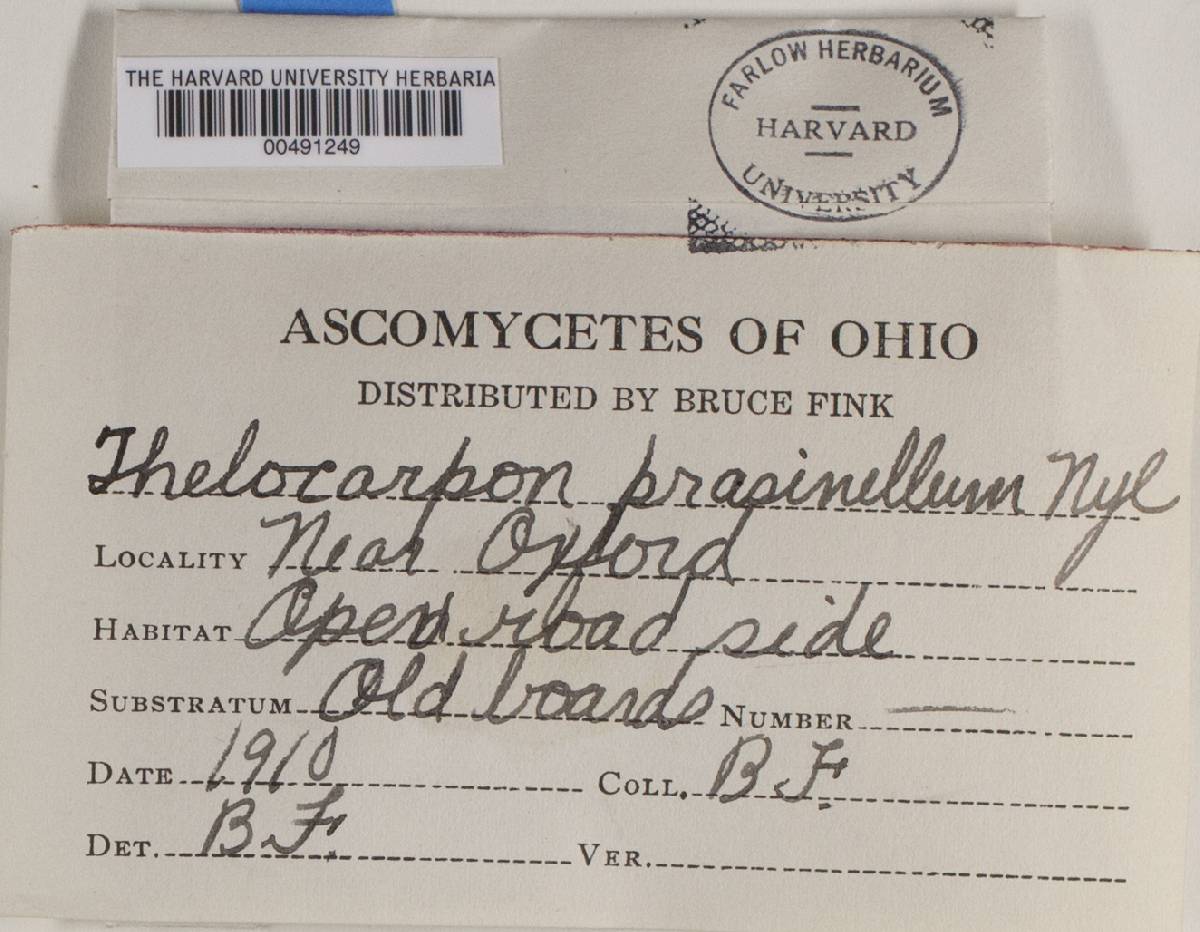 THE HARVARD UNIVERSITY HERBARIA
00491249
FARLOW HERBARIUM
HARVARD
UNIVERSITY
ASCOMYCETES OF OHIO
DISTRIBUTED BY BRUCE FINK
Thelocarpon prasinellum Nyl
LOCALITY Near Oxford
HABITAT Open road side
SUBSTRATUM Old boards NUMBER —
DATE 1910 COLL. B.F.
DET. B.F. VER.